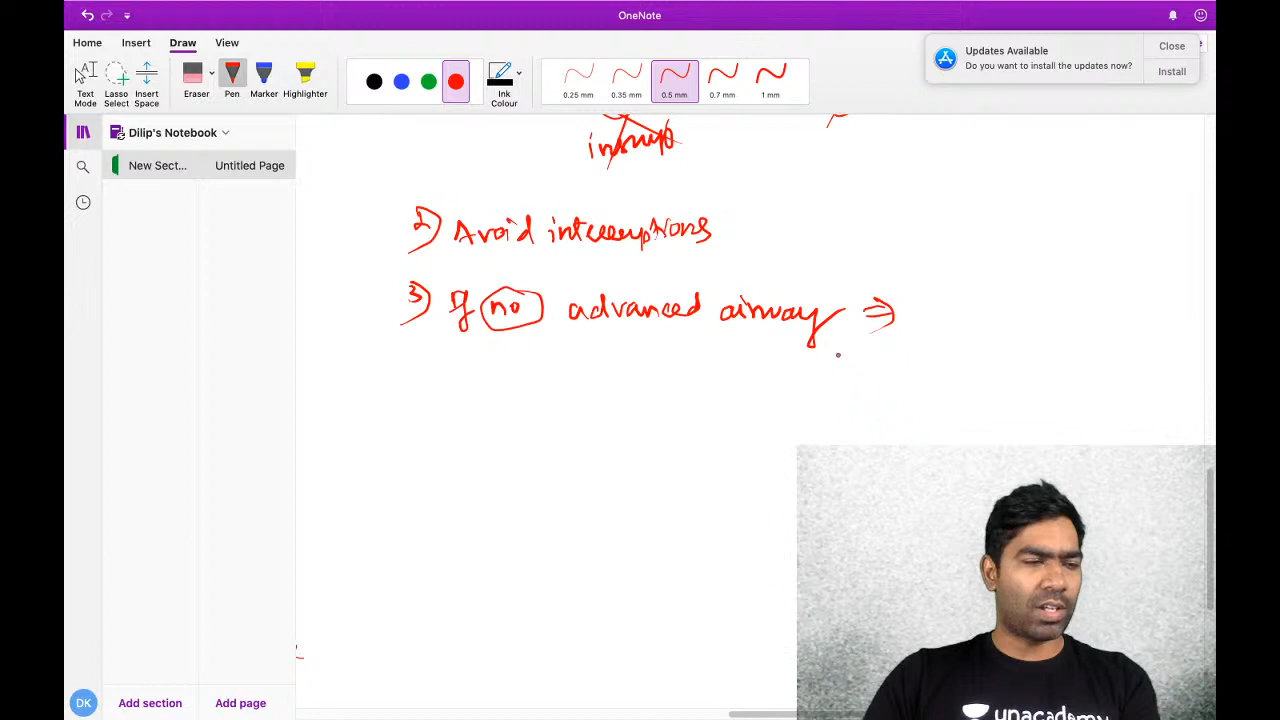 OneNote
Home Insert Draw View
Updates Available
Do you want to install the updates now?
Close
Install
Text Mode
Lasso Select
Insert Space
Eraser
Pen
Marker
Highlighter
Ink Colour
0.25 mm 0.35 mm 0.5 mm 0.7 mm 1 mm
Dilip's Notebook
New Sect... Untitled Page
2) Avoid interruptions
3) If no advanced airway ⇒
DK
Add section Add page
unacademy